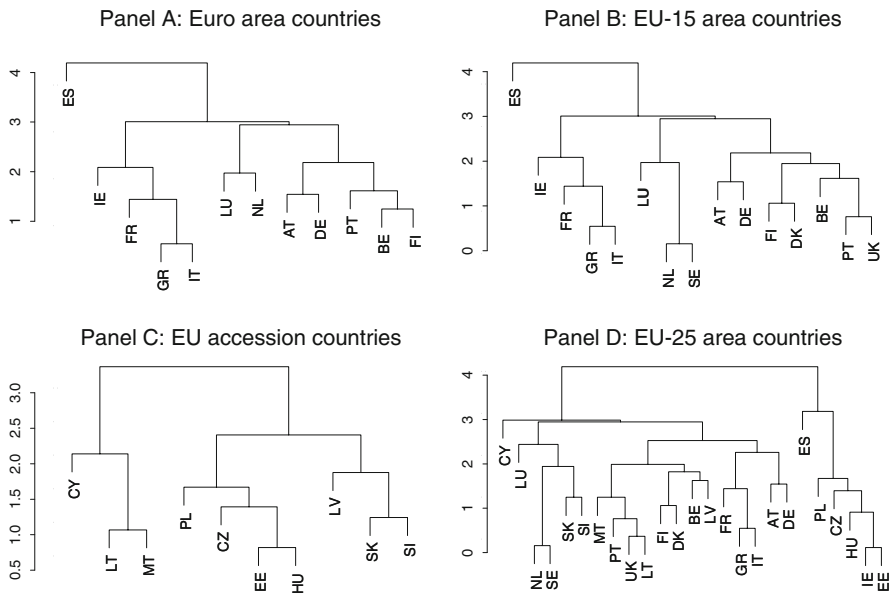 Panel A: Euro area countries
4
3
2
1
ES
IE
FR
GR
IT
LU
NL
AT
DE
PT
BE
FI
Panel B: EU-15 area countries
4
3
2
1
0
ES
IE
FR
GR
IT
LU
NL
SE
AT
DE
FI
DK
BE
PT
UK
Panel C: EU accession countries
3.0
2.5
2.0
1.5
1.0
0.5
CY
LT
MT
PL
CZ
EE
HU
LV
SK
SI
Panel D: EU-25 area countries
4
3
2
1
0
CY
LU
NL
SE
SK
SI
MT
PT
UK
LT
FI
DK
BE
LV
FR
GR
IT
AT
DE
ES
PL
CZ
HU
IE
EE